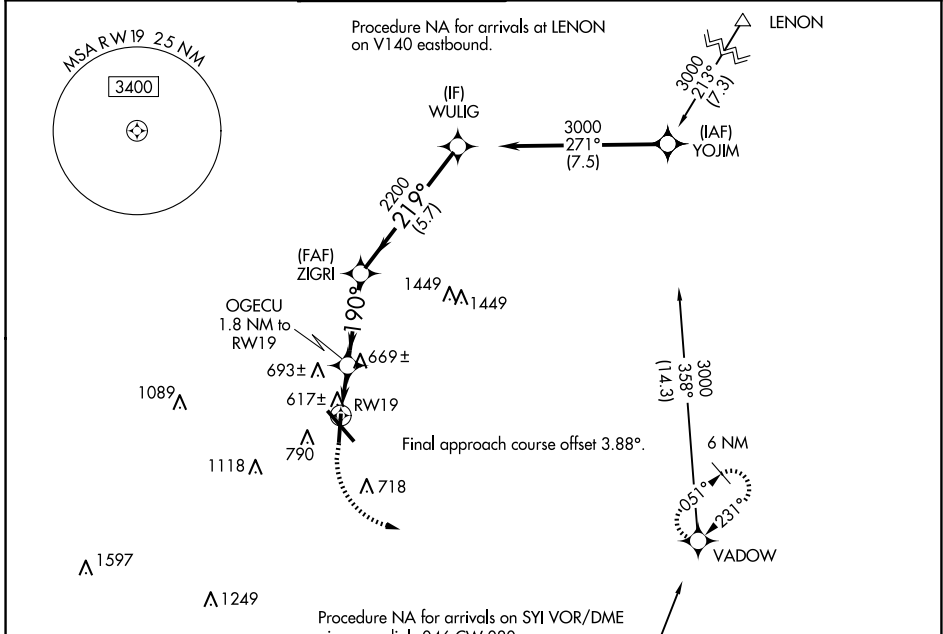 Procedure NA for arrivals at LENON
on V140 eastbound.
LENON
MSA RW19 25 NM
3400
3000
213°
(7.3)
(IF)
WULIG
3000
271°
(7.5)
(IAF)
YOJIM
2200
219°
(5.7)
(FAF)
ZIGRI
190°
1449
1449
OGECU
1.8 NM to
RW19
669±
693±
617±
RW19
1089
3000
358°
(14.3)
790
Final approach course offset 3.88°.
6 NM
1118
718
051°
231°
VADOW
1597
1249
Procedure NA for arrivals on SYI VOR/DME